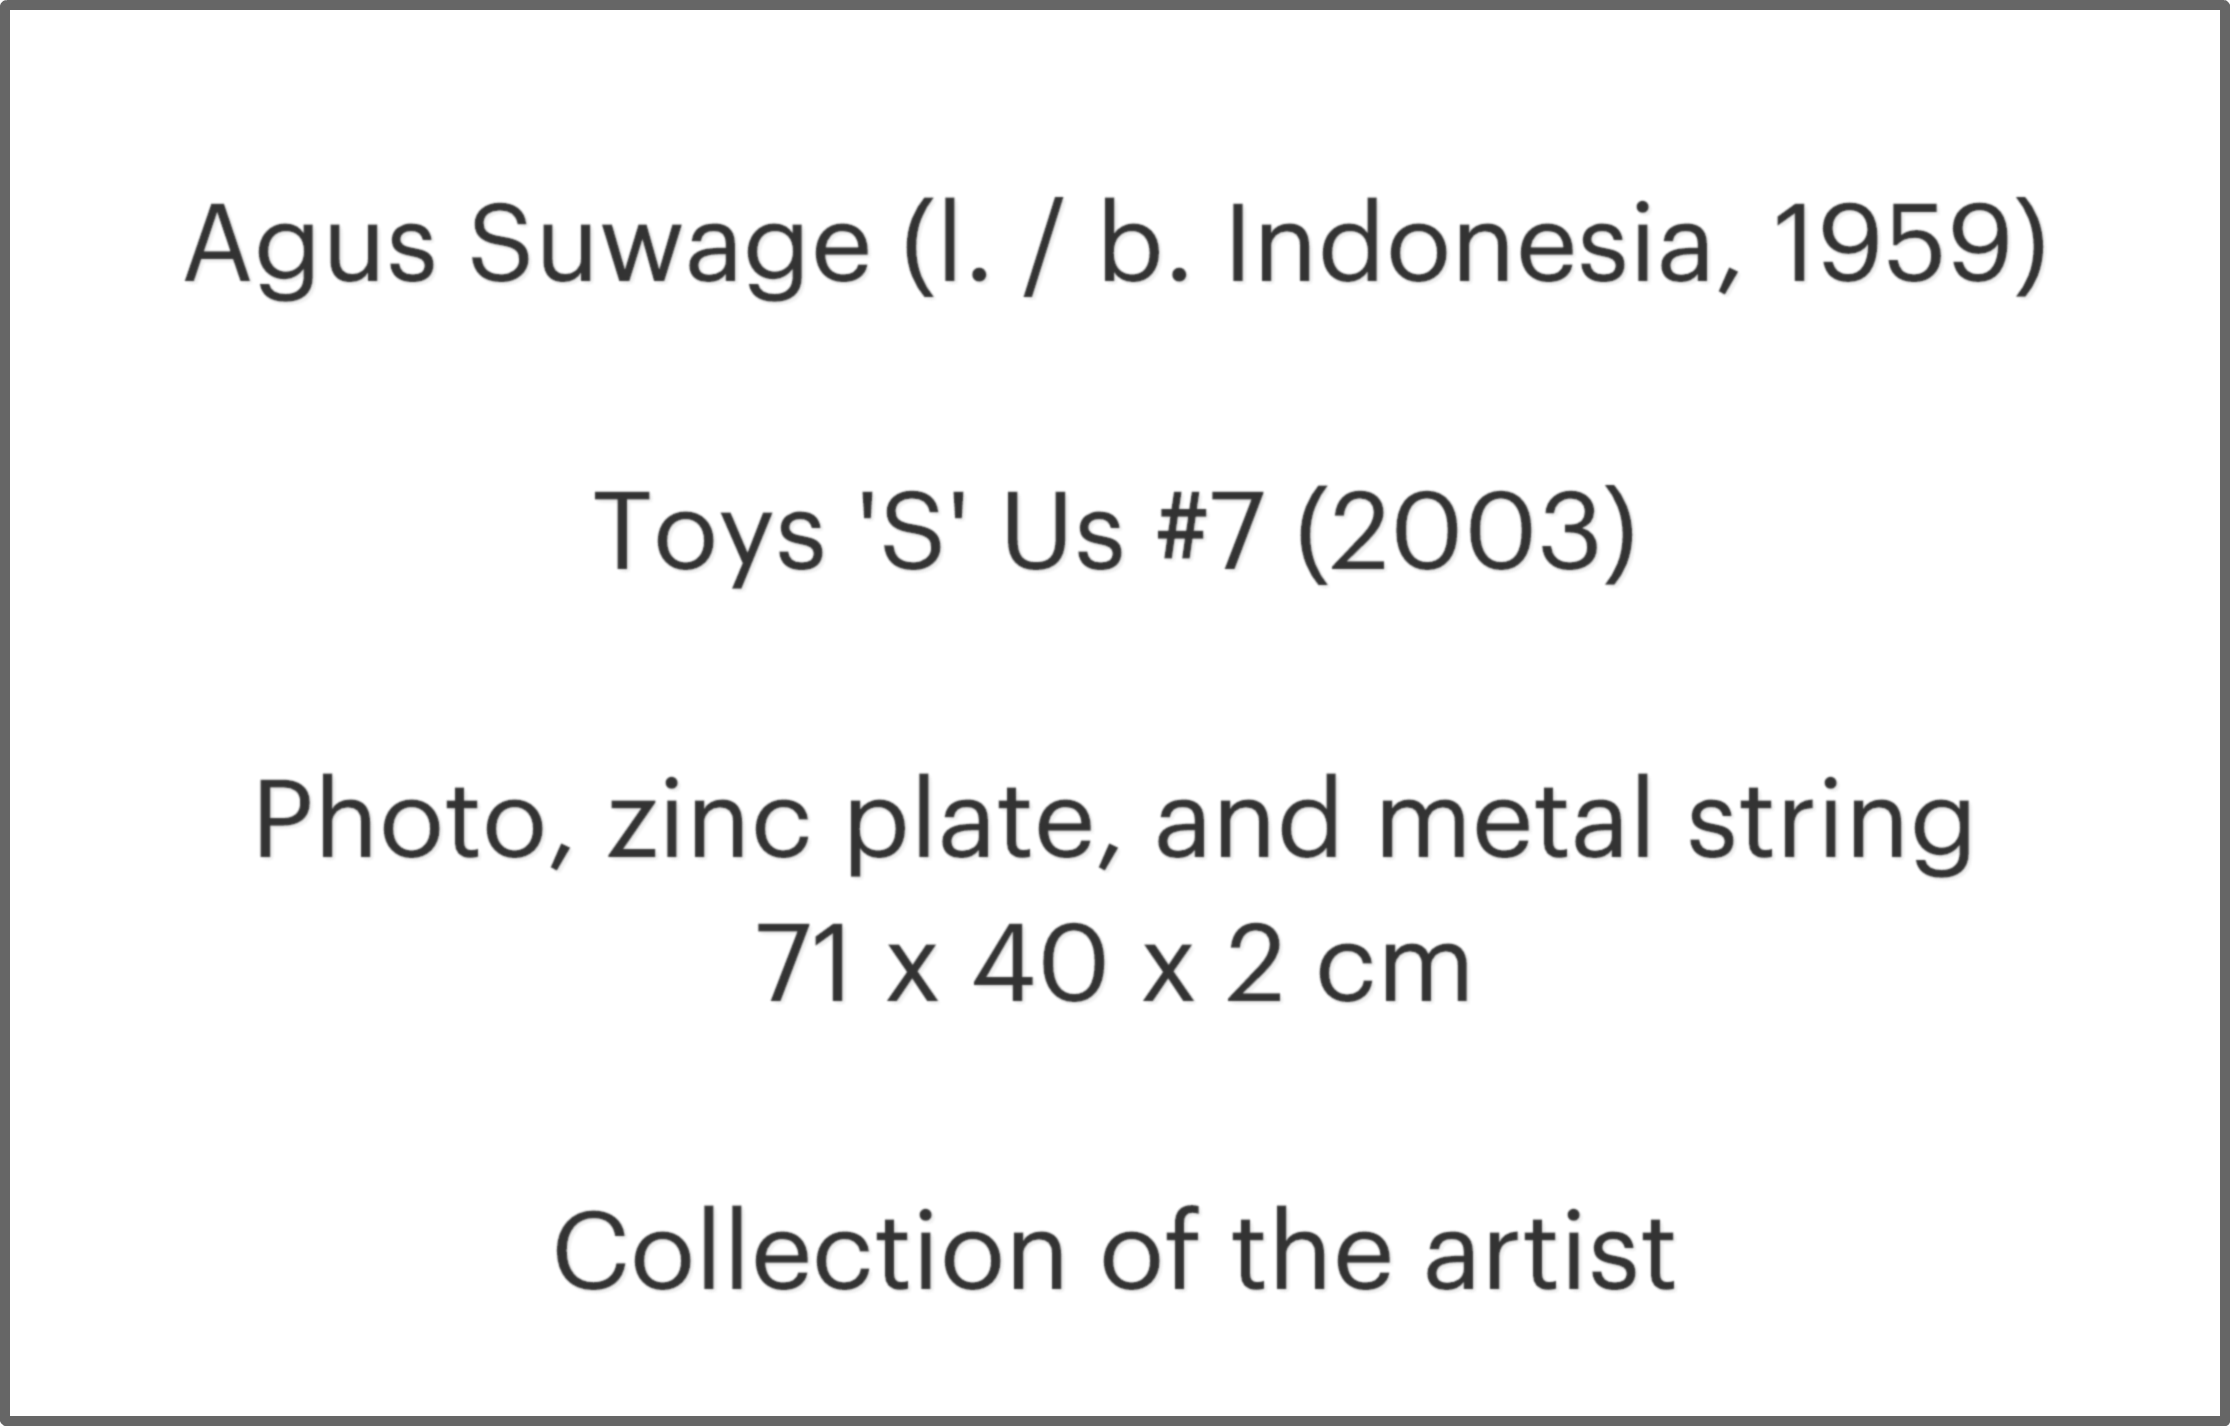 Agus Suwage (l. / b. Indonesia, 1959)
Toys 'S' Us #7 (2003)
Photo, zinc plate, and metal string
71 x 40 x 2 cm
Collection of the artist